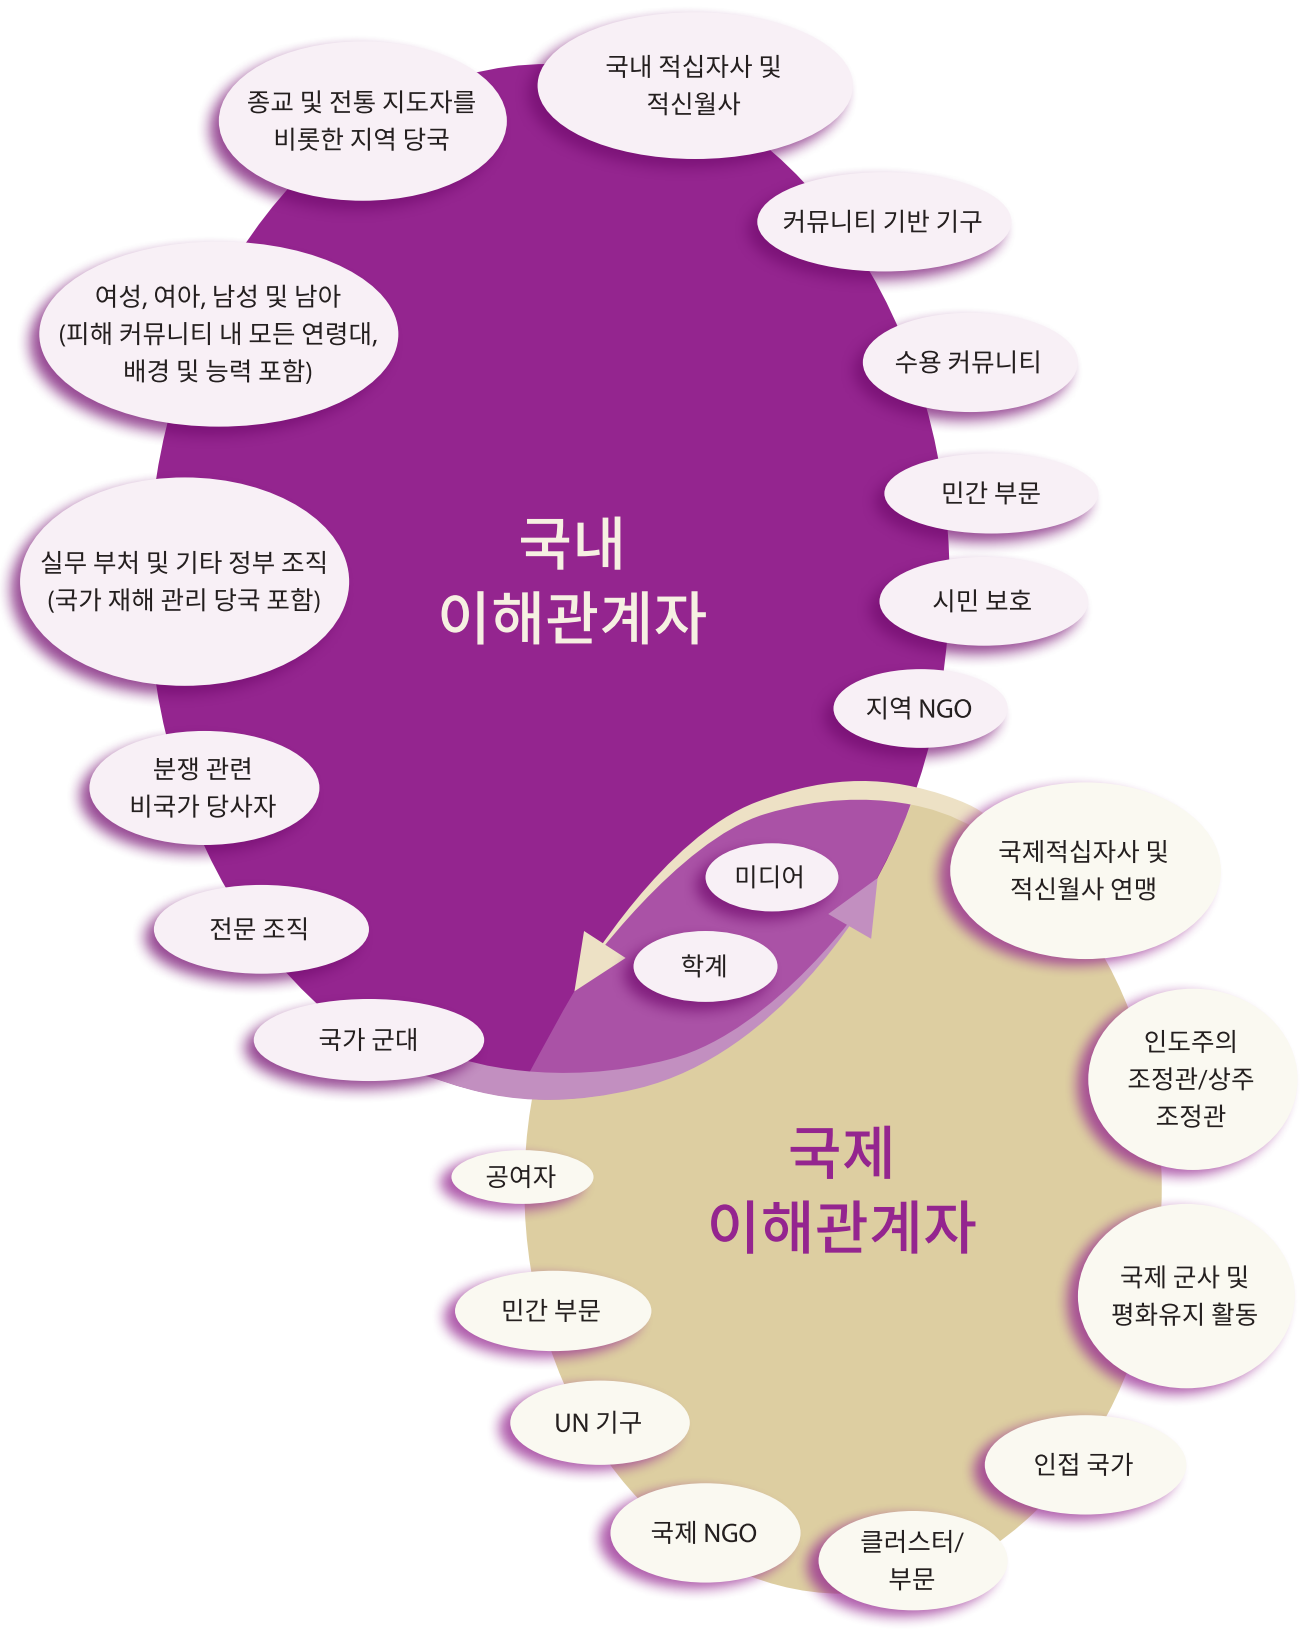 국내 적십자사 및
적신월사
종교 및 전통 지도자를
비롯한 지역 당국
커뮤니티 기반 기구
여성, 여아, 남성 및 남아
(피해 커뮤니티 내 모든 연령대,
배경 및 능력 포함)
수용 커뮤니티
민간 부문
실무 부처 및 기타 정부 조직
(국가 재해 관리 당국 포함)
국내
이해관계자
시민 보호
지역 NGO
분쟁 관련
비국가 당사자
전문 조직
국가 군대
미디어
학계
국제적십자사 및
적신월사 연맹
인도주의
조정관/상주
조정관
국제
이해관계자
공여자
국제 군사 및
평화유지 활동
민간 부문
UN 기구
인접 국가
국제 NGO
클러스터/
부문